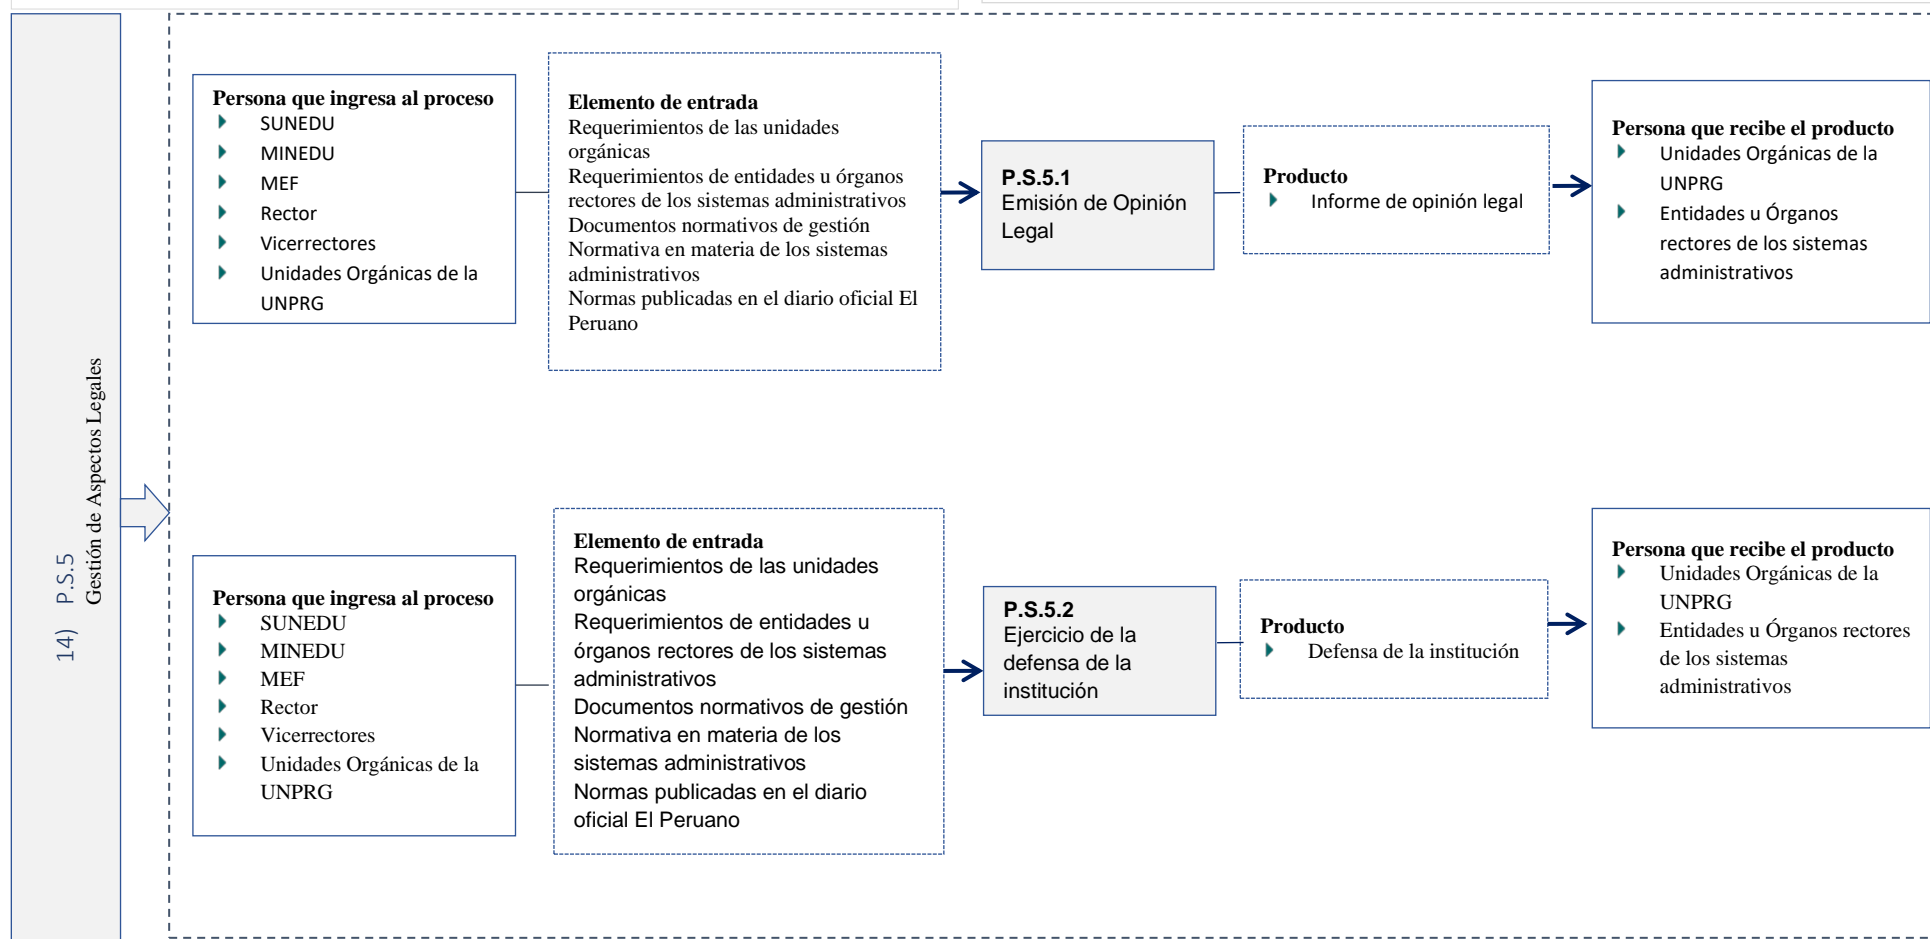 14) P.S.5
Gestión de Aspectos Legales
Persona que ingresa al proceso
SUNEDU
MINEDU
MEF
Rector
Vicerrectores
Unidades Orgánicas de la
UNPRG
Elemento de entrada
Requerimientos de las unidades
orgánicas
Requerimientos de entidades u órganos
rectores de los sistemas administrativos
Documentos normativos de gestión
Normativa en materia de los sistemas
administrativos
Normas publicadas en el diario oficial El
Peruano
P.S.5.1
Emisión de Opinión
Legal
Producto
Informe de opinión legal
Persona que recibe el producto
Unidades Orgánicas de la
UNPRG
Entidades u Órganos
rectores de los sistemas
administrativos
Persona que ingresa al proceso
SUNEDU
MINEDU
MEF
Rector
Vicerrectores
Unidades Orgánicas de la
UNPRG
Elemento de entrada
Requerimientos de las unidades
orgánicas
Requerimientos de entidades u
órganos rectores de los sistemas
administrativos
Documentos normativos de gestión
Normativa en materia de los
sistemas administrativos
Normas publicadas en el diario
oficial El Peruano
P.S.5.2
Ejercicio de la
defensa de la
institución
Producto
Defensa de la institución
Persona que recibe el producto
Unidades Orgánicas de la
UNPRG
Entidades u Órganos rectores
de los sistemas
administrativos